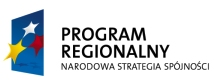 PROGRAM
REGIONALNY
NARODOWA STRATEGIA SPÓJNOŚCI